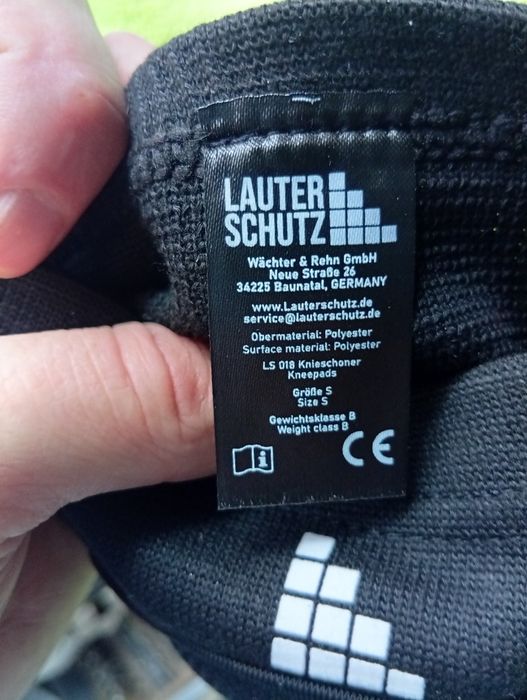 LAUTER
SCHUTZ
Wächter & Rehn GmbH
Neue Straße 26
34225 Baunatal, GERMANY
www.Lauterschutz.de
service@lauterschutz.de
Obermaterial: Polyester
Surface material: Polyester
LS 018 Knieschoner
Kneepads
Größe S
Size S
Gewichtsklasse B
Weight class B
i
CE